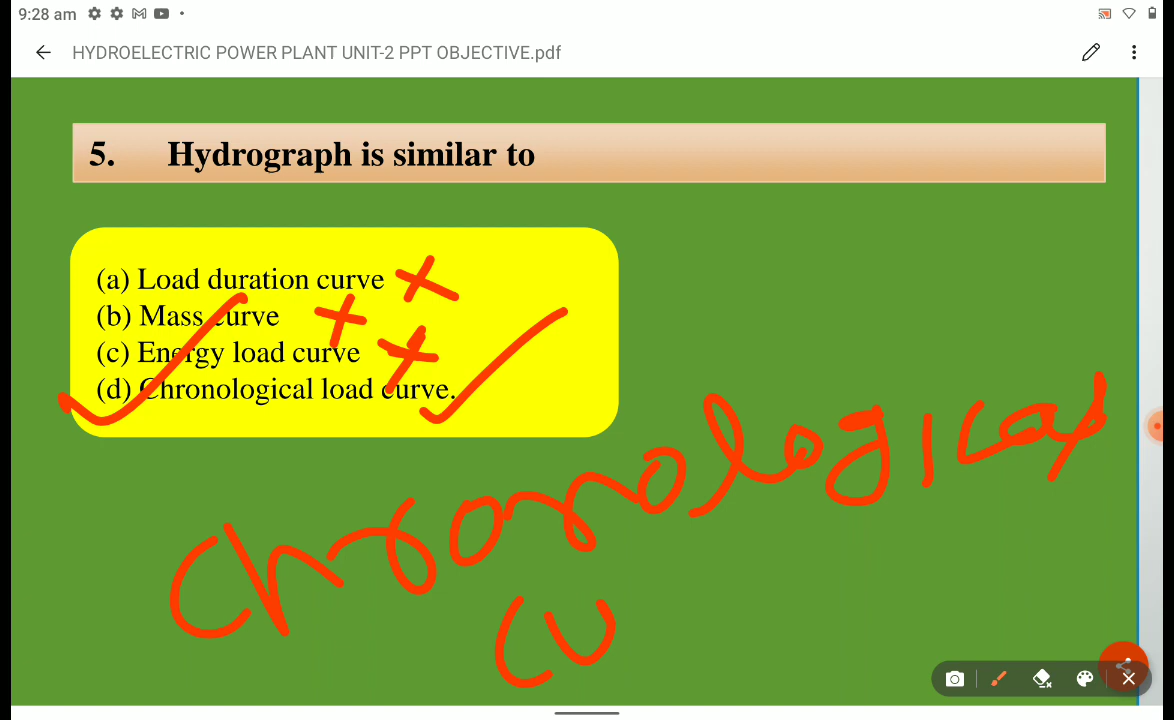 9:28 am
HYDROELECTRIC POWER PLANT UNIT-2 PPT OBJECTIVE.pdf
5. Hydrograph is similar to
(a) Load duration curve
(b) Mass curve
(c) Energy load curve
(d) Chronological load curve.
Chronological
Cu